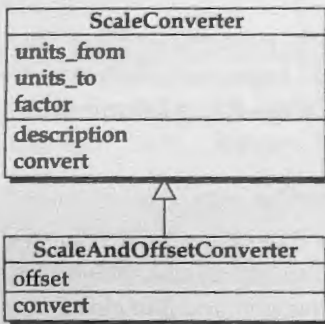 ScaleConverter
units_from
units_to
factor
description
convert
ScaleAndOffsetConverter
offset
convert